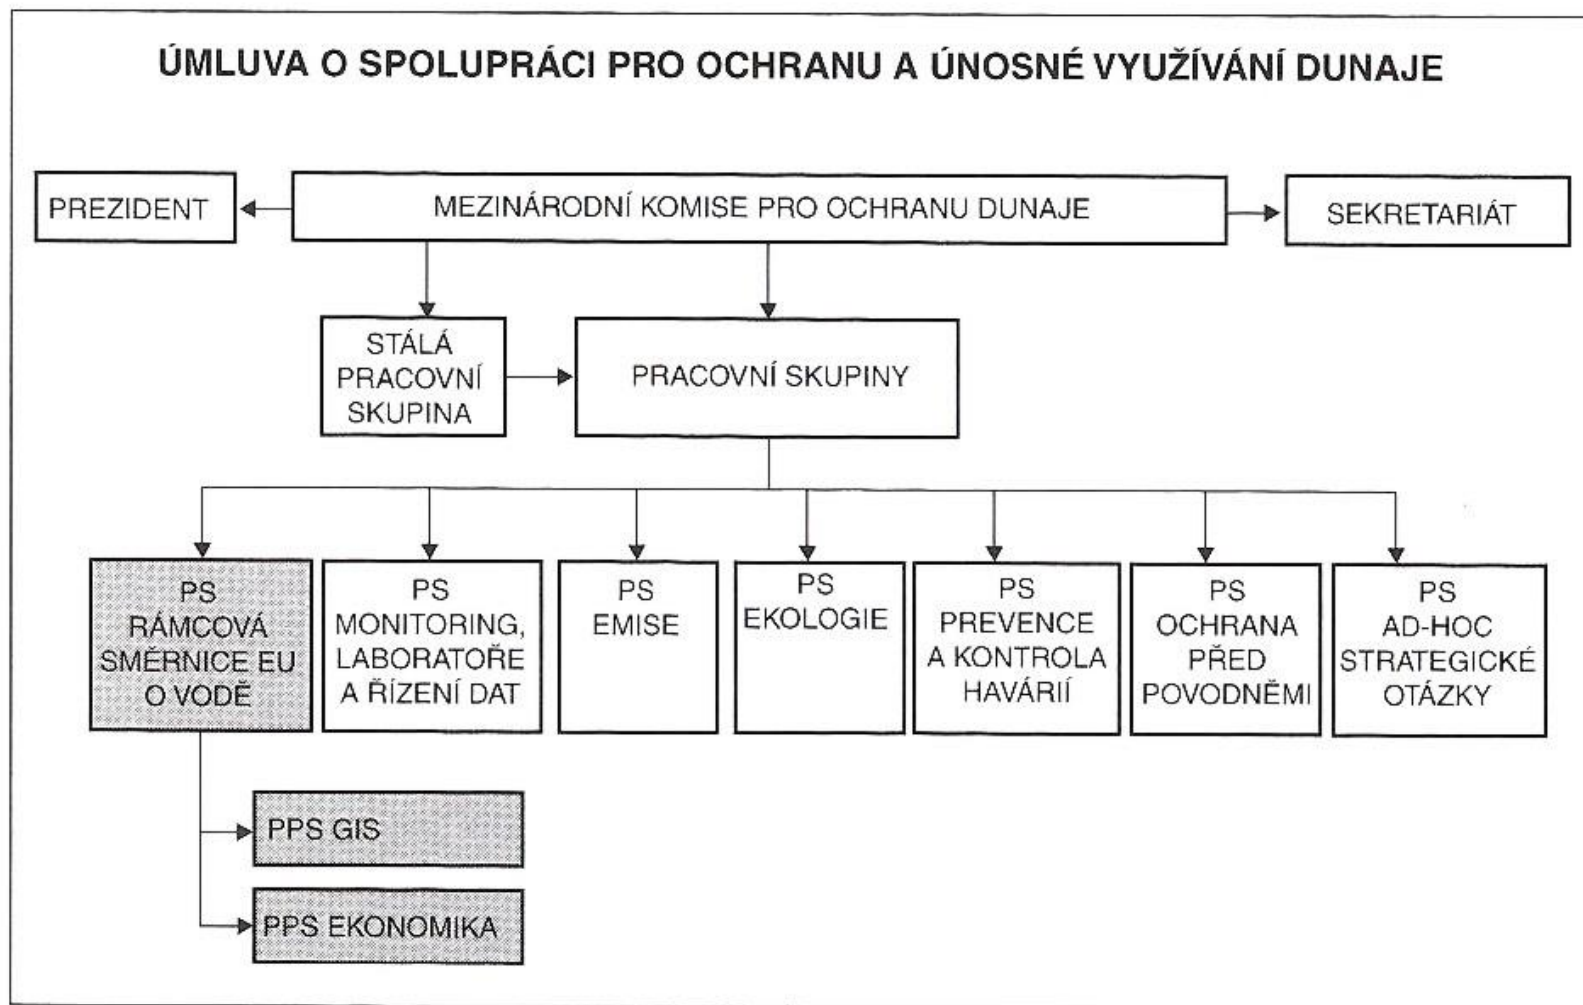 ÚMLUVA O SPOLUPRÁCI PRO OCHRANU A ÚNOSNÉ VYUŽÍVÁNÍ DUNAJE
PREZIDENT
MEZINÁRODNÍ KOMISE PRO OCHRANU DUNAJE
SEKRETARIÁT
STÁLÁ
PRACOVNÍ
SKUPINA
PRACOVNÍ SKUPINY
PS
RÁMCOVÁ
SMĚRNICE EU
O VODĚ
PS
MONITORING,
LABORATOŘE
A ŘÍZENÍ DAT
PS
EMISE
PS
EKOLOGIE
PS
PREVENCE
A KONTROLA
HAVÁRIÍ
PS
OCHRANA
PŘED
POVODNĚMI
PS
AD-HOC
STRATEGICKÉ
OTÁZKY
PPS GIS
PPS EKONOMIKA